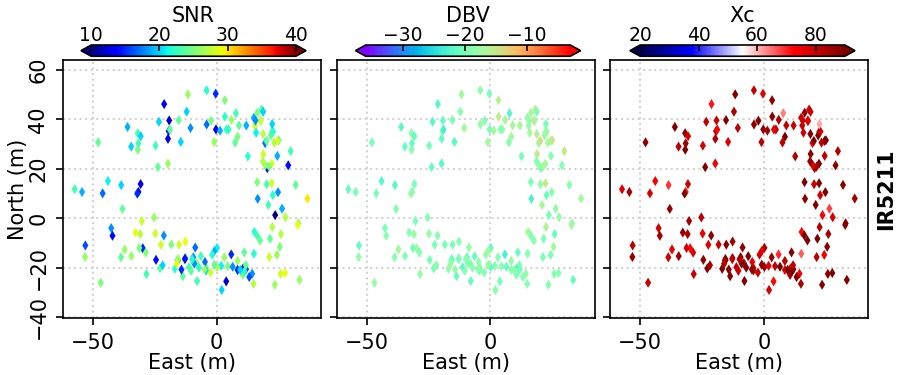 SNR
DBV
Xc
10 20 30 40
−30 −20 −10
20 40 60 80
North (m)
60
40
20
0
−20
−40
−50 0
−50 0
−50 0
East (m)
East (m)
East (m)
IR5211